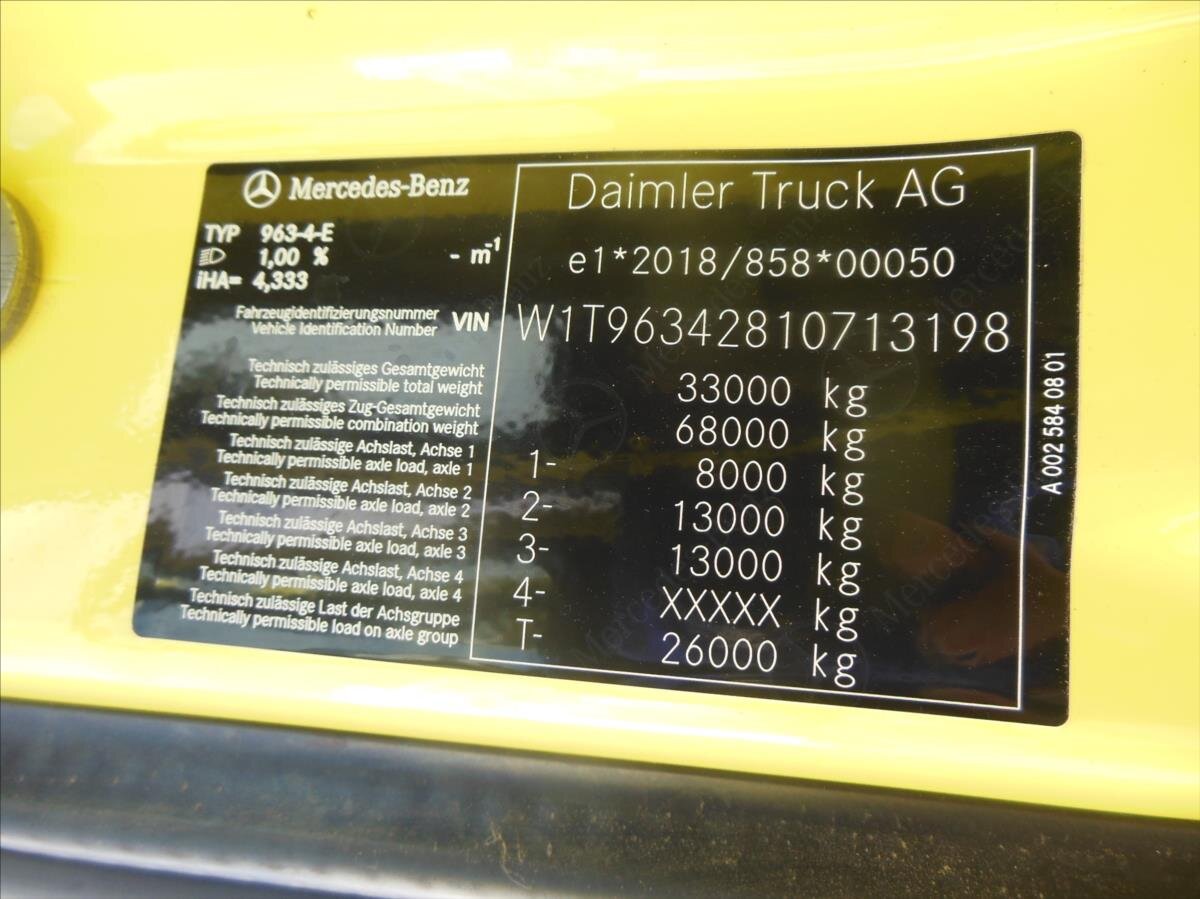 Mercedes-Benz
Daimler Truck AG
TYP 963-4-E
1,00 % - m⁻¹
iHA= 4,333
e1*2018/858*00050
Fahrzeugidentifizierungsnummer
Vehicle Identification Number
VIN W1T96342810713198
Technisch zulässiges Gesamtgewicht
Technically permissible total weight
33000 kg
Technisch zulässiges Zug-Gesamtgewicht
Technically permissible combination weight
68000 kg
Technisch zulässige Achslast, Achse 1
Technically permissible axle load, axle 1
1- 8000 kg
Technisch zulässige Achslast, Achse 2
Technically permissible axle load, axle 2
2- 13000 kg
Technisch zulässige Achslast, Achse 3
Technically permissible axle load, axle 3
3- 13000 kg
Technisch zulässige Achslast, Achse 4
Technically permissible axle load, axle 4
4- XXXXX kg
Technisch zulässige Last der Achsgruppe
Technically permissible load on axle group
T- 26000 kg
A 002 584 08 01